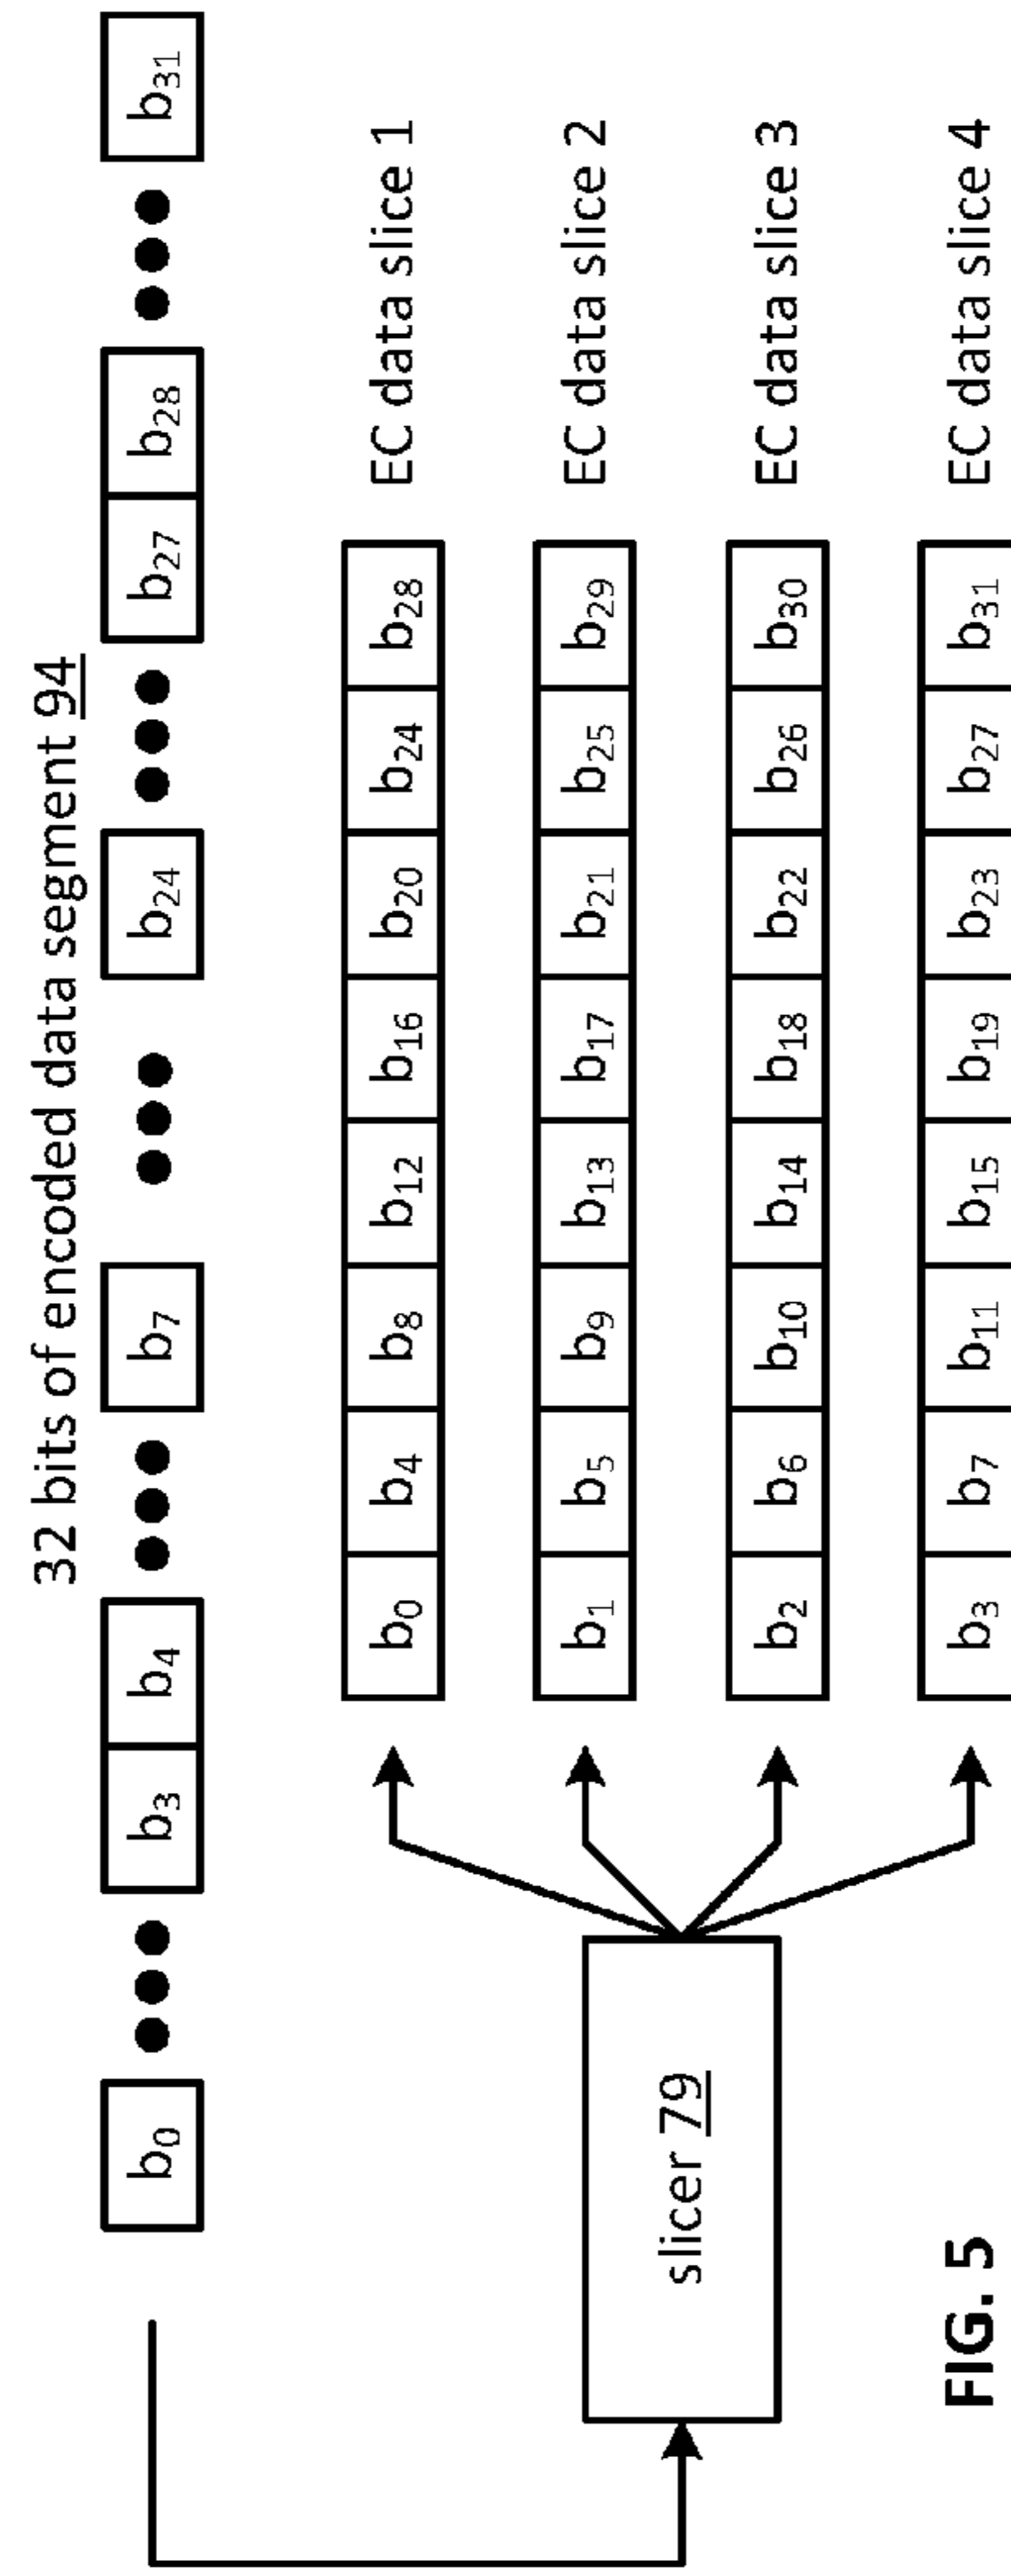 32 bits of encoded data segment 94
b0 b3 b4 b7 b24 b27 b28 b31
b0 b4 b8 b12 b16 b20 b24 b28 EC data slice 1
b1 b5 b9 b13 b17 b21 b25 b29 EC data slice 2
slicer 79
b2 b6 b10 b14 b18 b22 b26 b30 EC data slice 3
b3 b7 b11 b15 b19 b23 b27 b31 EC data slice 4
FIG. 5